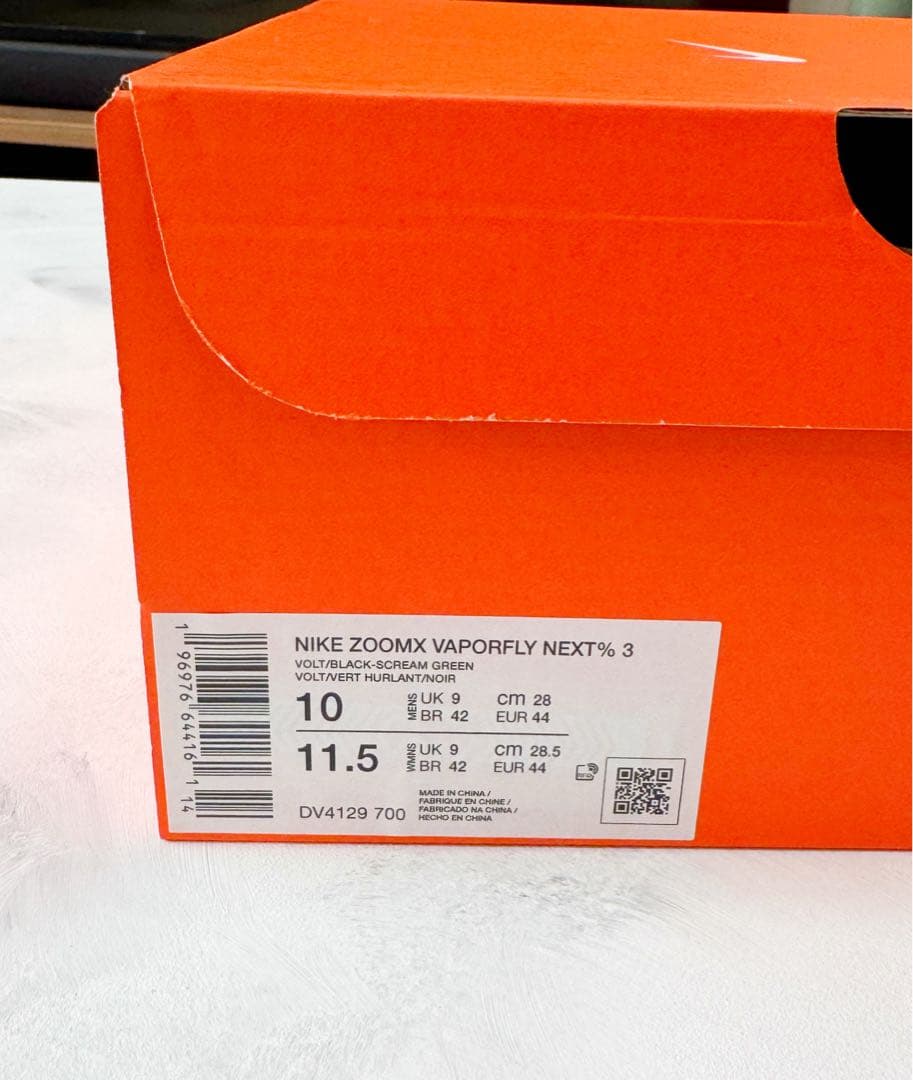 NIKE ZOOMX VAPORFLY NEXT% 3
VOLT/BLACK-SCREAM GREEN
VOLT/VERT HURLANT/NOIR
10 MENS UK 9 cm 28
BR 42 EUR 44
11.5 WMNS UK 9 cm 28.5
BR 42 EUR 44
MADE IN CHINA /
FABRIQUE EN CHINE /
FABRICADO NA CHINA /
HECHO EN CHINA
DV4129 700
1 96976 64416 1 14
RFID